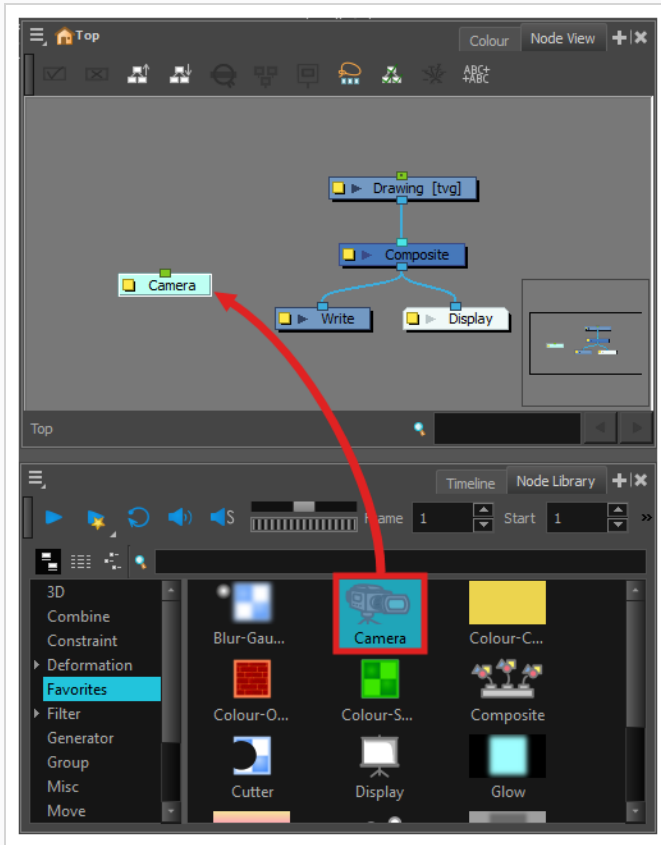 Top
Colour Node View
ABC+
+ABC
Drawing [tvg]
Composite
Camera
Write Display
Top
Timeline Node Library
S Frame 1 Start 1
3D
Combine
Constraint
Deformation
Favorites
Filter
Generator
Group
Misc
Move
Blur-Gau... Camera Colour-C...
Colour-O... Colour-S... Composite
Cutter Display Glow